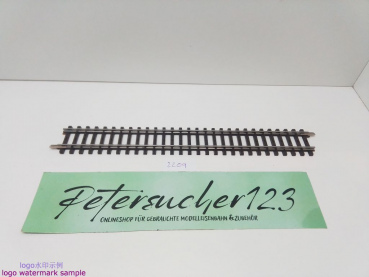 Petersucher123
ONLINESHOP FÜR GEBRAUCHTE MODELLEISENBAHN & ZUBEHÖR
logo水印示例
logo watermark sample